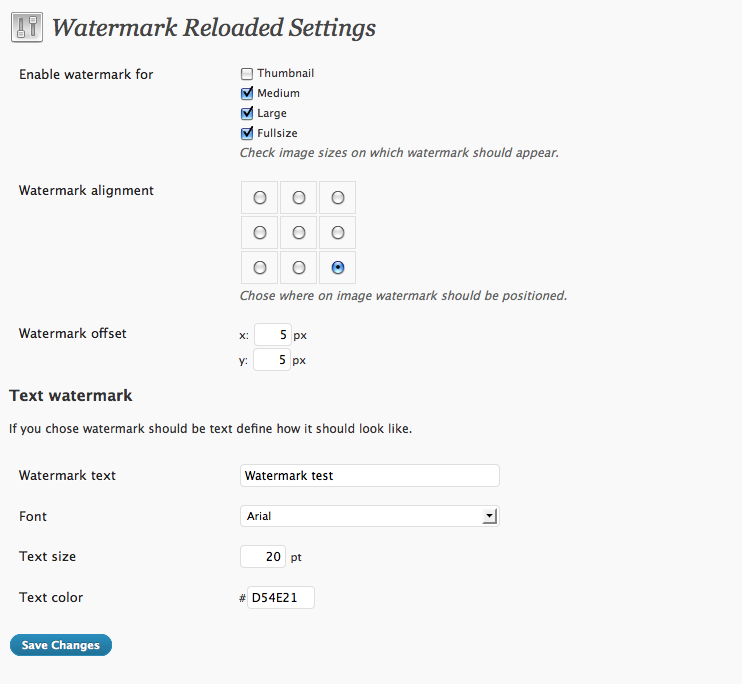 Watermark Reloaded Settings
Enable watermark for
Thumbnail
Medium
Large
Fullsize
Check image sizes on which watermark should appear.
Watermark alignment
Chose where on image watermark should be positioned.
Watermark offset
x: 5 px
y: 5 px
Text watermark
If you chose watermark should be text define how it should look like.
Watermark text Watermark test
Font Arial
Text size 20 pt
Text color # D54E21
Save Changes